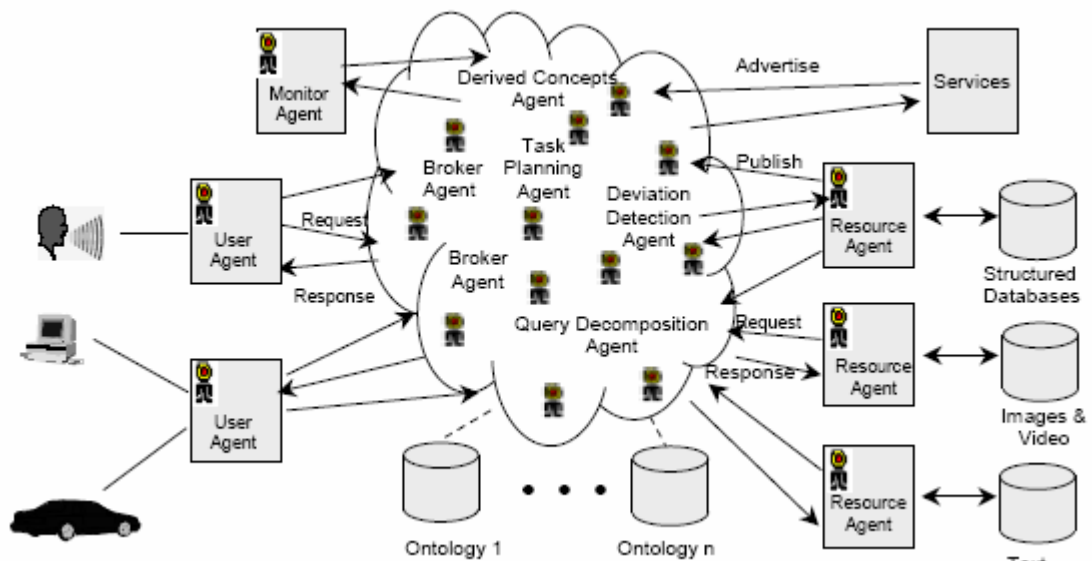 Monitor
Agent
Derived Concepts
Agent
Advertise
Services
Broker
Agent
Task
Planning
Agent
Publish
Deviation
Detection
Agent
Resource
Agent
Structured
Databases
User
Agent
Request
Response
Broker
Agent
Query Decomposition
Agent
Request
Response
Resource
Agent
Images &
Video
User
Agent
Resource
Agent
Ontology 1
Ontology n